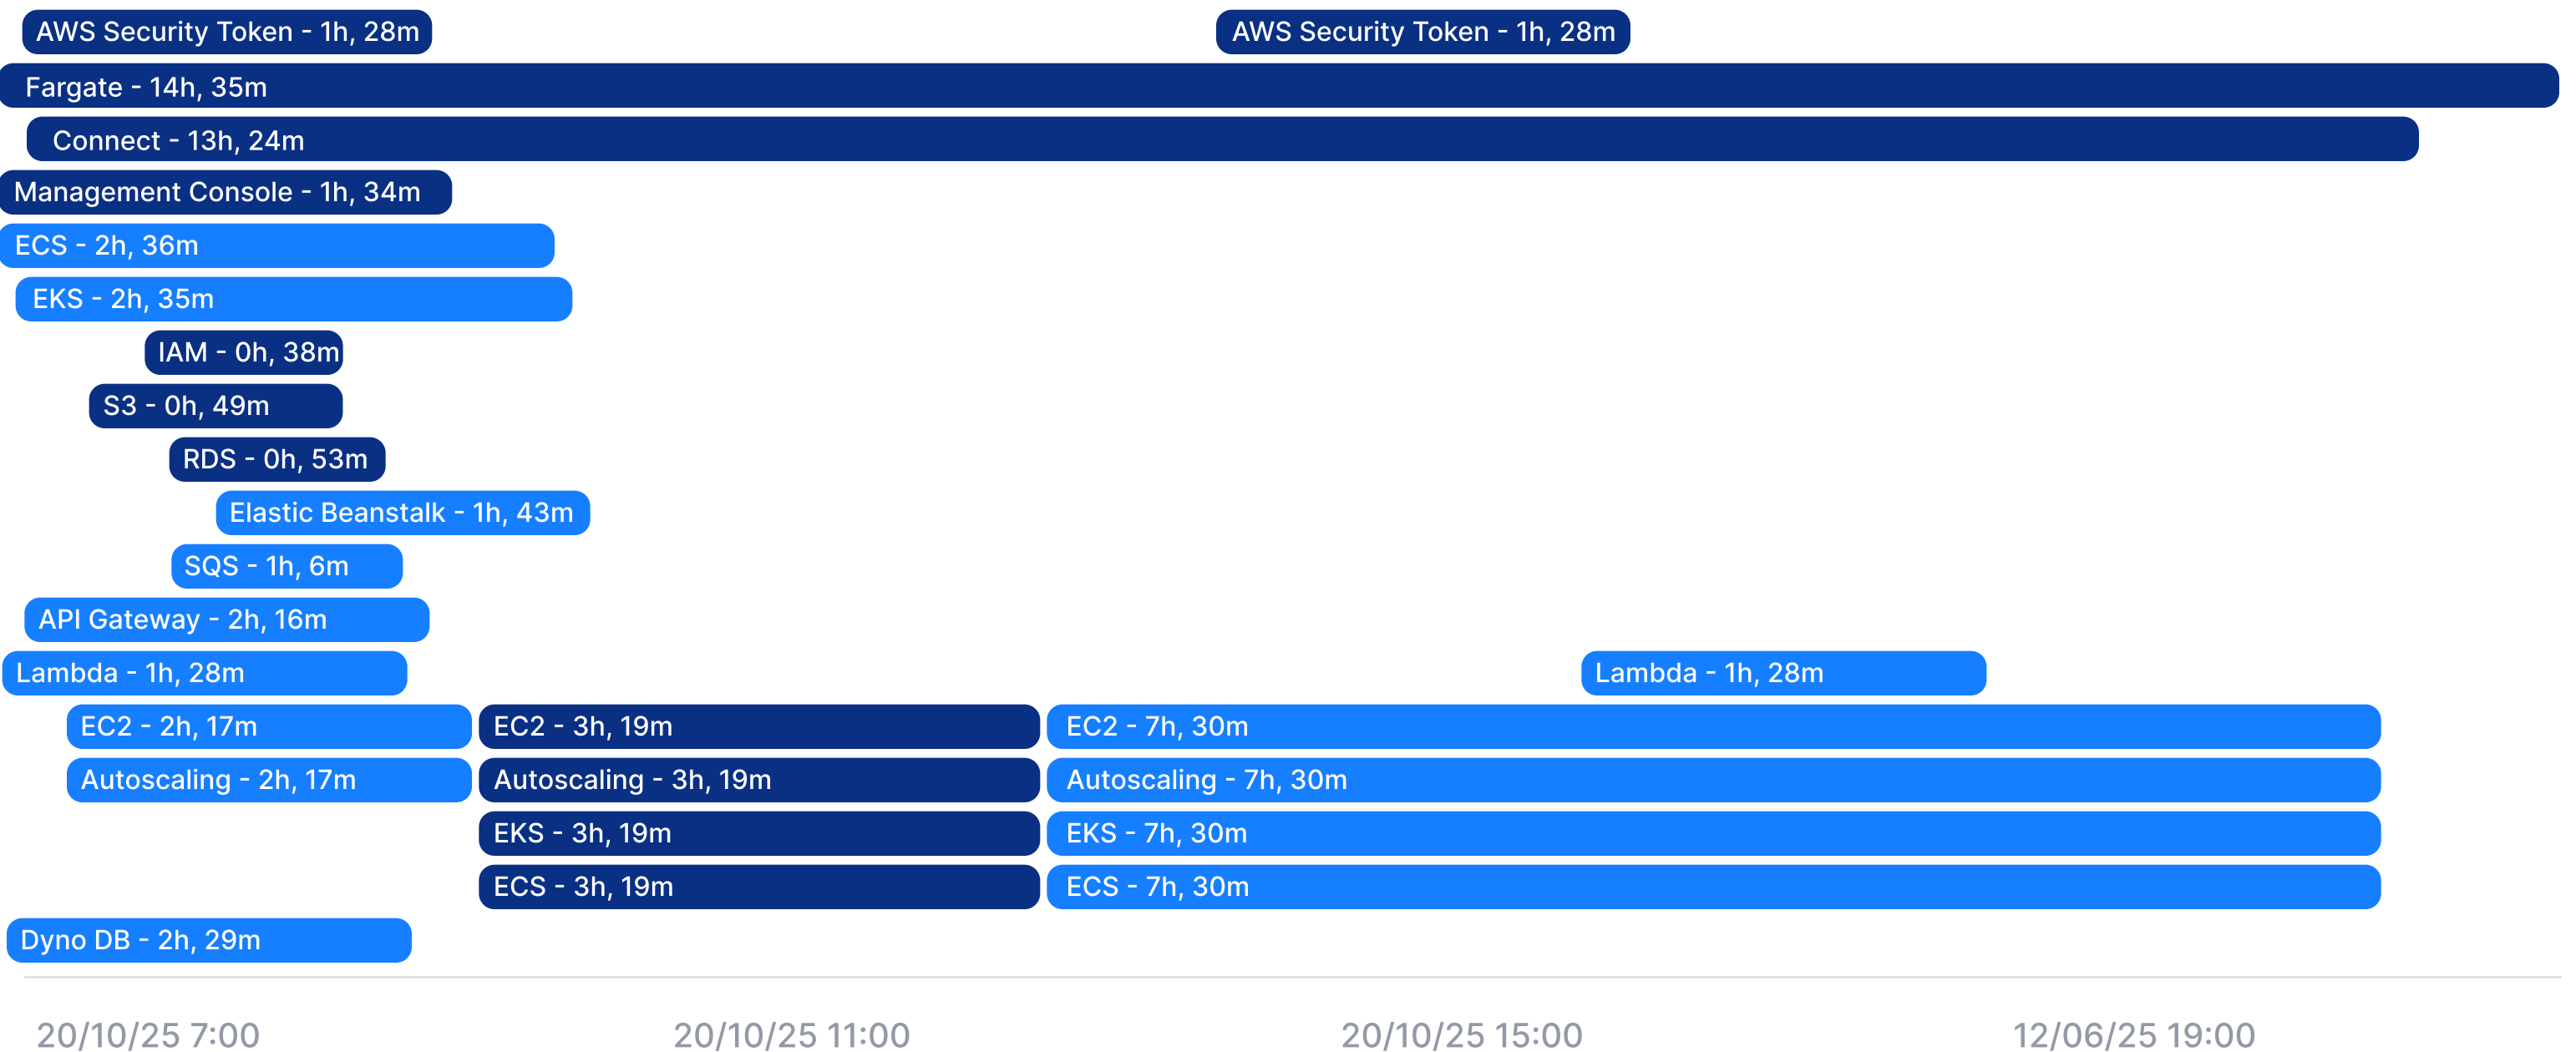 AWS Security Token - 1h, 28m
AWS Security Token - 1h, 28m
Fargate - 14h, 35m
Connect - 13h, 24m
Management Console - 1h, 34m
ECS - 2h, 36m
EKS - 2h, 35m
IAM - 0h, 38m
S3 - 0h, 49m
RDS - 0h, 53m
Elastic Beanstalk - 1h, 43m
SQS - 1h, 6m
API Gateway - 2h, 16m
Lambda - 1h, 28m
Lambda - 1h, 28m
EC2 - 2h, 17m
EC2 - 3h, 19m
EC2 - 7h, 30m
Autoscaling - 2h, 17m
Autoscaling - 3h, 19m
Autoscaling - 7h, 30m
EKS - 3h, 19m
EKS - 7h, 30m
ECS - 3h, 19m
ECS - 7h, 30m
Dyno DB - 2h, 29m
20/10/25 7:00
20/10/25 11:00
20/10/25 15:00
12/06/25 19:00